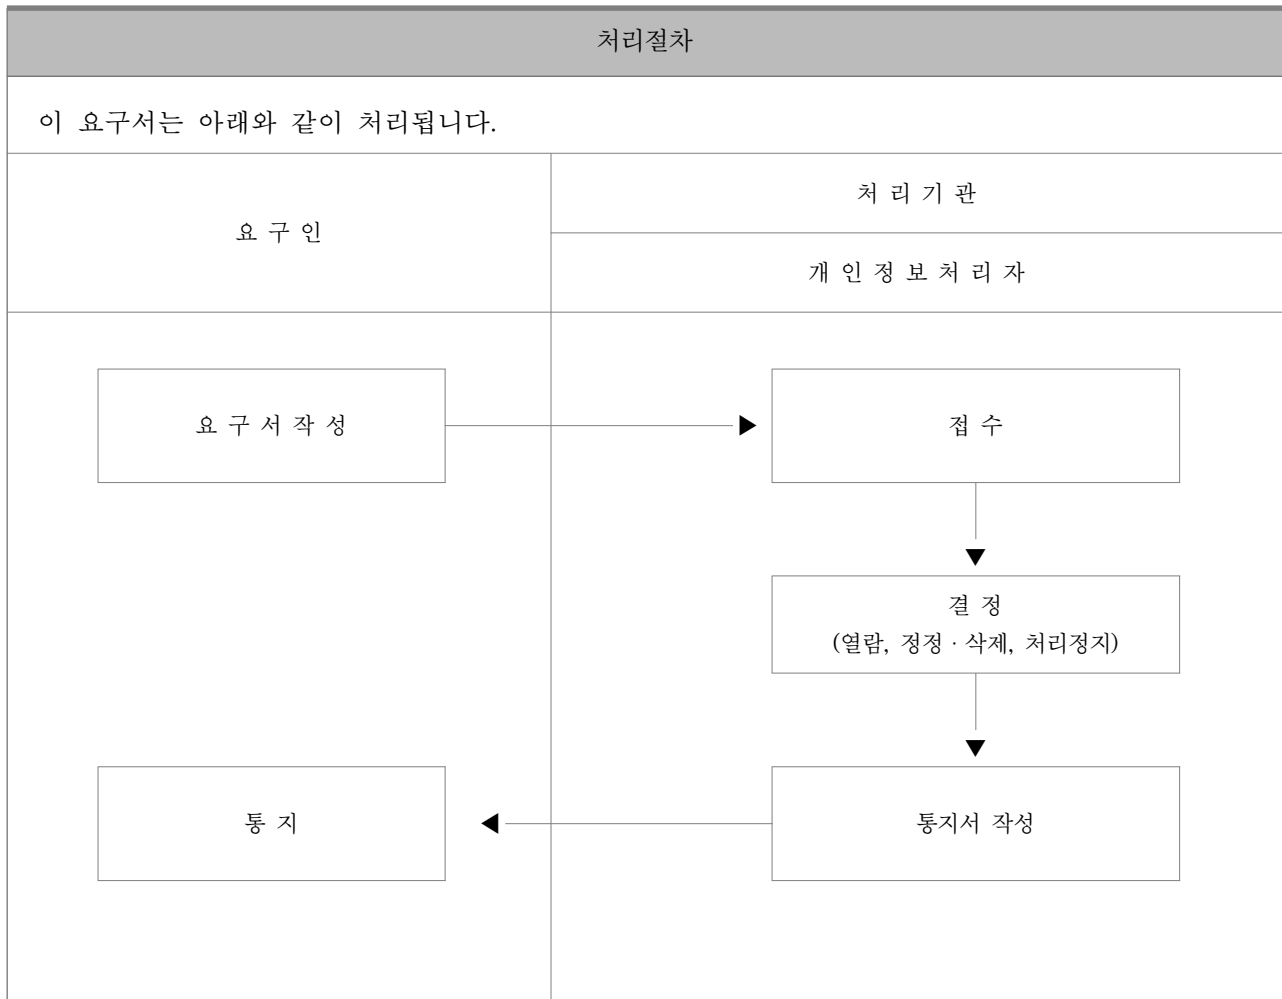 처리절차
이 요구서는 아래와 같이 처리됩니다.
요 구 인
처 리 기 관
개 인 정 보 처 리 자
요 구 서 작 성
접 수
결 정
(열람, 정정 · 삭제, 처리정지)
통 지
통지서 작성